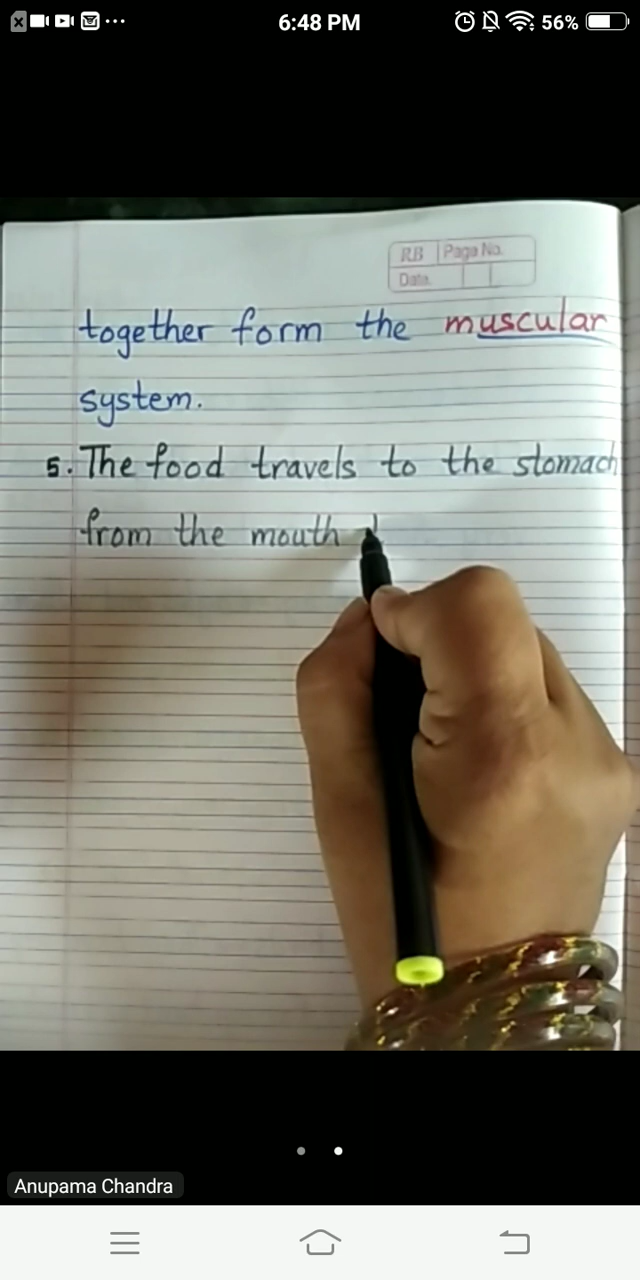 6:48 PM
56%
RB Page No.
Date.
together form the muscular
system.
5. The food travels to the stomach
from the mouth
Anupama Chandra